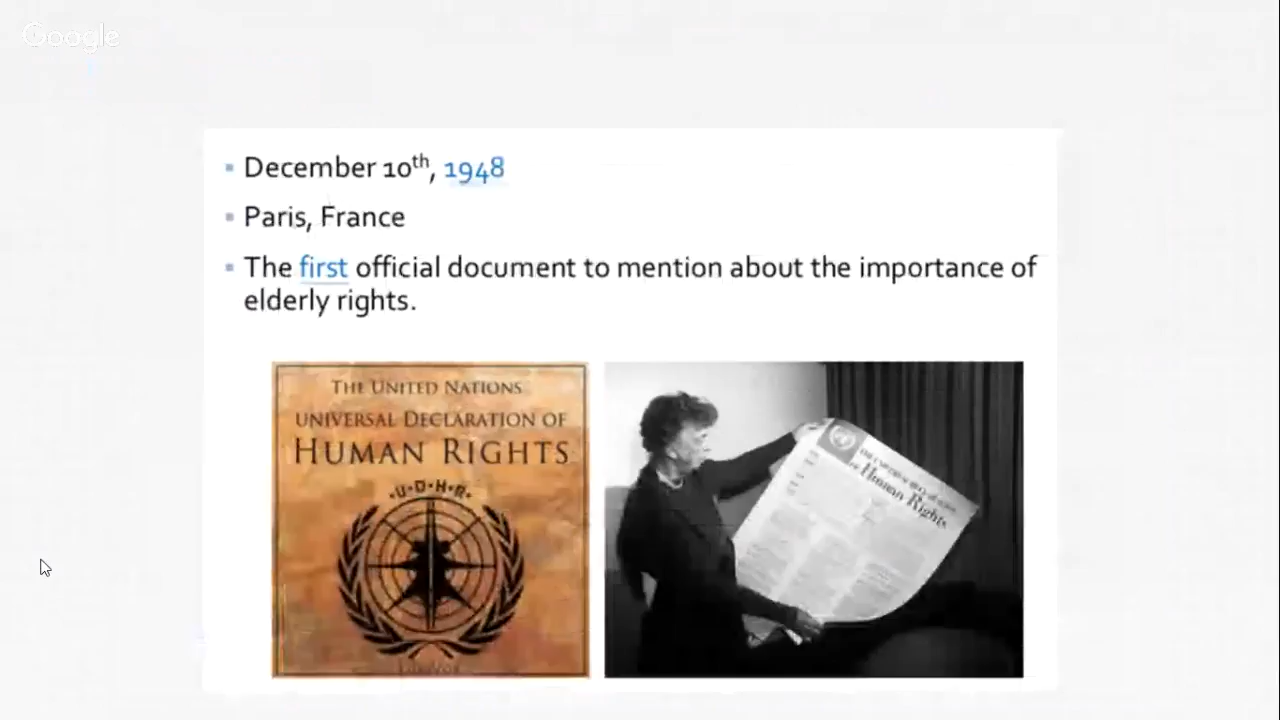 Google
December 10th, 1948
Paris, France
The first official document to mention about the importance of
elderly rights.
THE UNITED NATIONS
UNIVERSAL DECLARATION OF
HUMAN RIGHTS
·U·D·H·R·
Human Rights